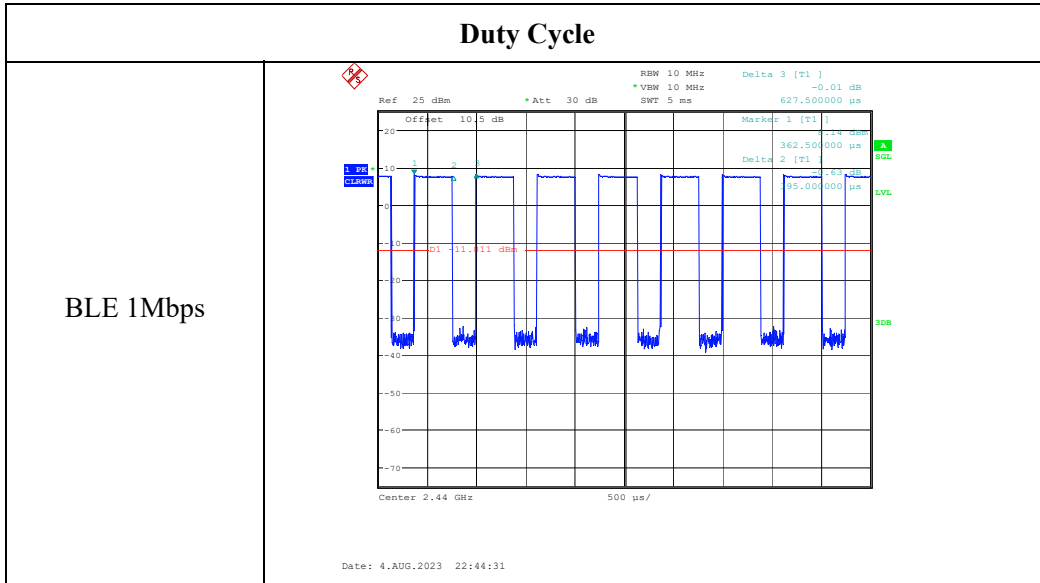 Duty Cycle
BLE 1Mbps
R S
RBW 10 MHz Delta 3 [T1 ]
* VBW 10 MHz -0.01 dB
Ref 25 dBm * Att 30 dB SWT 5 ms 627.500000 µs
Offset 10.5 dB Marker 1 [T1 ]
20 dBm
362.500000 µs A
Delta 2 [T1 ] SGL
1 PK * 10 1 2 3 -0.63 dB
CLRWR 395.000000 µs LVL
0
-10 D1 dBm
-20
-30 3DB
-40
-50
-60
-70
Center 2.44 GHz 500 µs/
Date: 4.AUG.2023 22:44:31